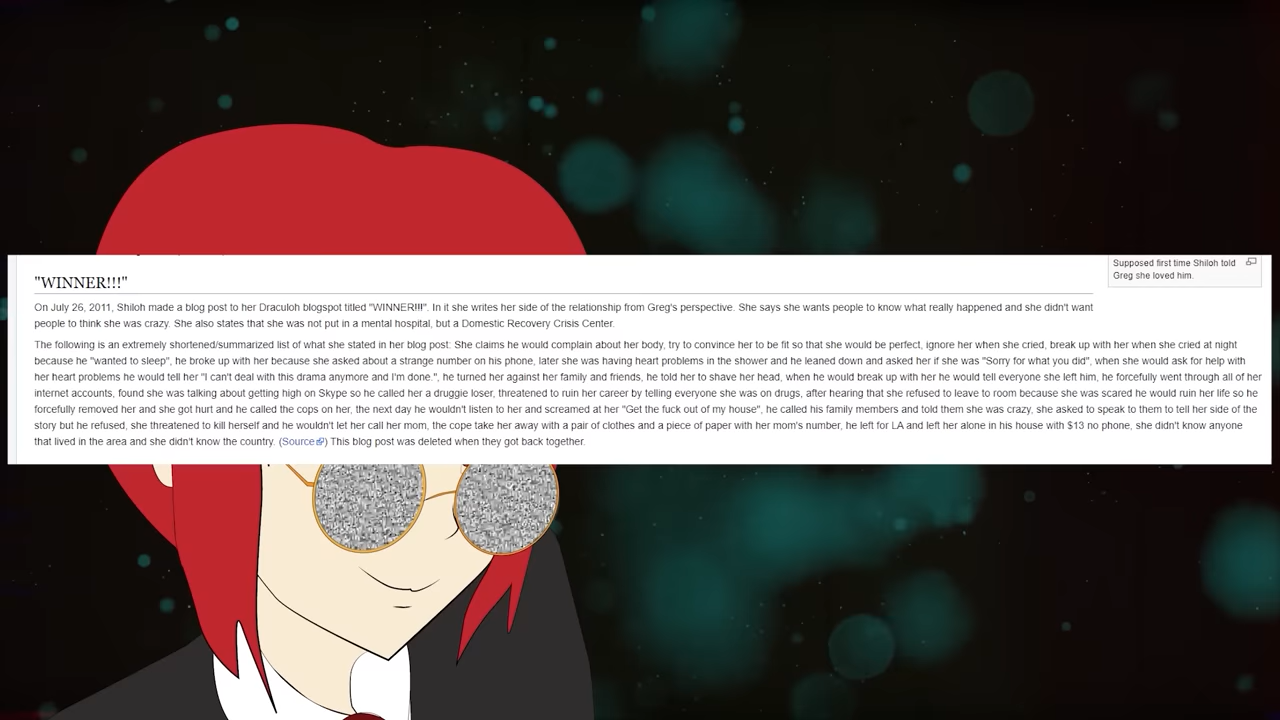 Supposed first time Shiloh told
Greg she loved him.
"WINNER!!!"
On July 26, 2011, Shiloh made a blog post to her Draculoh blogspot titled "WINNER!!!". In it she writes her side of the relationship from Greg's perspective. She says she wants people to know what really happened and she didn't want
people to think she was crazy. She also states that she was not put in a mental hospital, but a Domestic Recovery Crisis Center.
The following is an extremely shortened/summarized list of what she stated in her blog post: She claims he would complain about her body, try to convince her to be fit so that she would be perfect, ignore her when she cried, break up with her when she cried at night
because he "wanted to sleep", he broke up with her because she asked about a strange number on his phone, later she was having heart problems in the shower and he leaned down and asked her if she was "Sorry for what you did", when she would ask for help with
her heart problems he would tell her "I can't deal with this drama anymore and I'm done.", he turned her against her family and friends, he told her to shave her head, when he would break up with her he would tell everyone she left him, he forcefully went through all of her
internet accounts, found she was talking about getting high on Skype so he called her a druggie loser, threatened to ruin her career by telling everyone she was on drugs, after hearing that she refused to leave to room because she was scared he would ruin her life so he
forcefully removed her and she got hurt and he called the cops on her, the next day he wouldn't listen to her and screamed at her "Get the fuck out of my house", he called his family members and told them she was crazy, she asked to speak to them to tell her side of the
story but he refused, she threatened to kill herself and he wouldn't let her call her mom, the cope take her away with a pair of clothes and a piece of paper with her mom's number, he left for LA and left her alone in his house with $13 no phone, she didn't know anyone
that lived in the area and she didn't know the country. (Source) This blog post was deleted when they got back together.